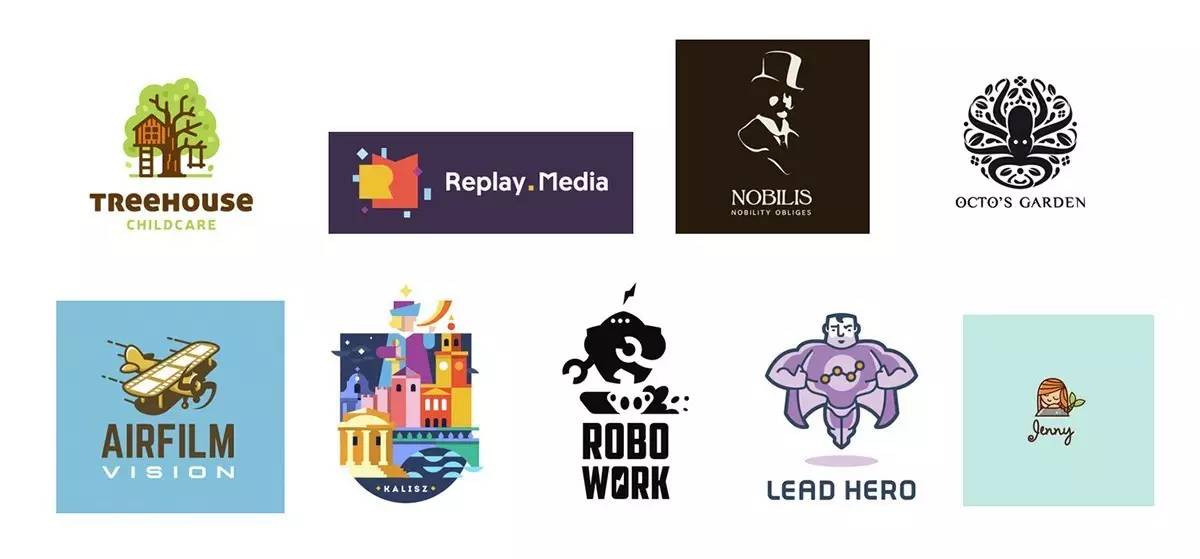 TREEHOUSE
CHILDCARE
Replay.Media
NOBILIS
NOBILITY OBLIGES
OCTO'S GARDEN
AIRFILM
VISION
KALISZ
ROBO
WORK
LEAD HERO
Jenny